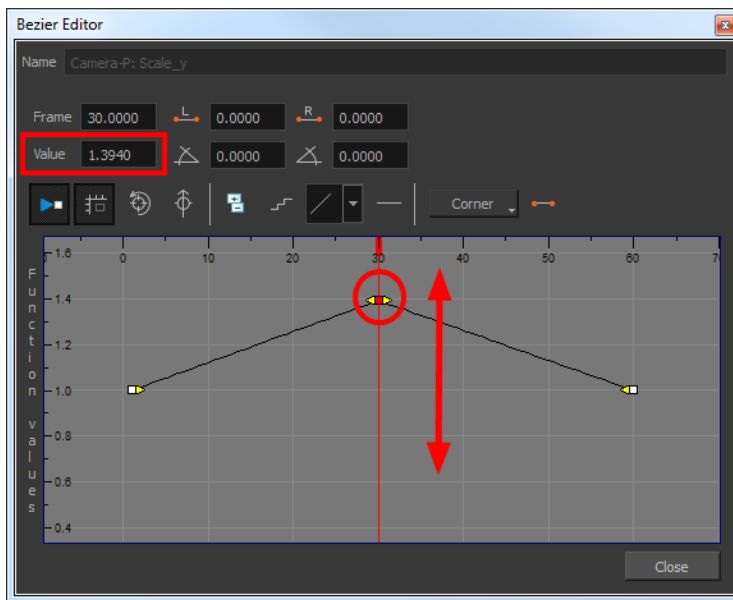 Bezier Editor
Name Camera-P: Scale_y
Frame 30.0000 L 0.0000 R 0.0000
Value 1.3940 0.0000 0.0000
Corner
0 10 20 30 40 50 60 7
Function values
1.6
1.4
1.2
1.0
0.8
0.6
0.4
Close